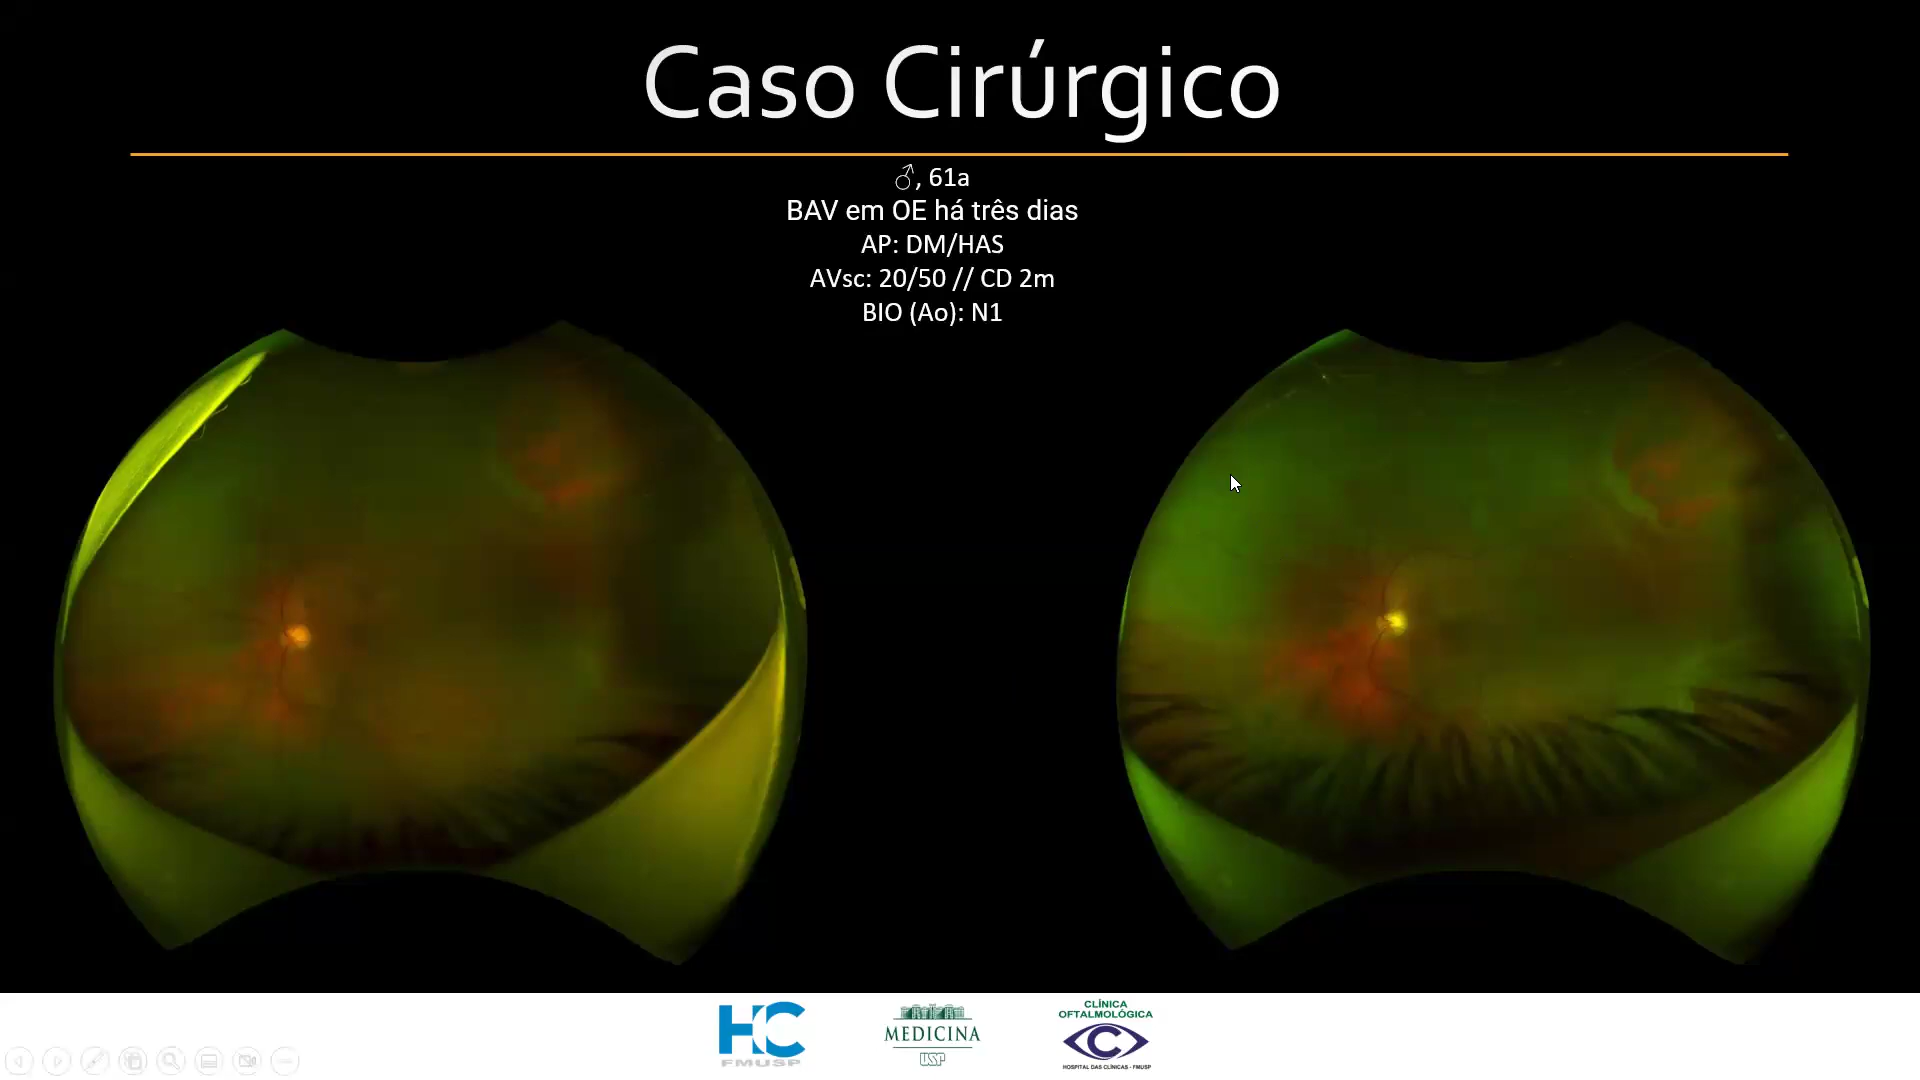 Caso Cirúrgico
♂, 61a
BAV em OE há três dias
AP: DM/HAS
AVsc: 20/50 // CD 2m
BIO (Ao): N1
HC
FMUSP
MEDICINA
USP
CLÍNICA
OFTALMOLÓGICA
HOSPITAL DAS CLÍNICAS - FMUSP